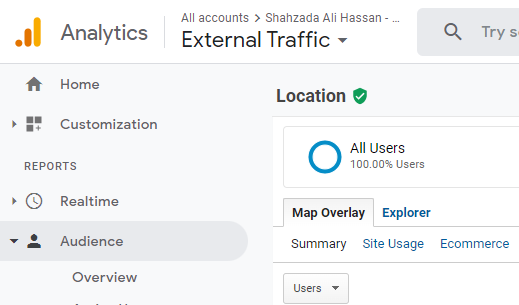 Analytics
All accounts > Shahzada Ali Hassan - ...
External Traffic
Try s
Home
Customization
REPORTS
Realtime
Audience
Overview
Location
All Users
100.00% Users
Map Overlay
Explorer
Summary
Site Usage
Ecommerce
Users